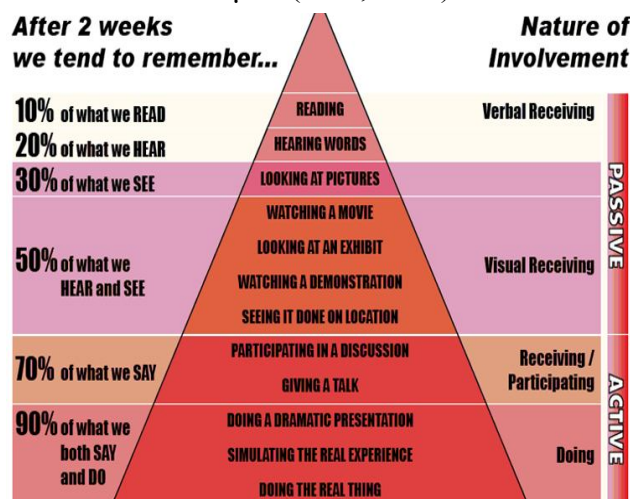 After 2 weeks
we tend to remember...
Nature of
Involvement
10% of what we READ
READING
Verbal Receiving
20% of what we HEAR
HEARING WORDS
30% of what we SEE
LOOKING AT PICTURES
WATCHING A MOVIE
LOOKING AT AN EXHIBIT
50% of what we
HEAR and SEE
WATCHING A DEMONSTRATION
Visual Receiving
SEEING IT DONE ON LOCATION
PASSIVE
70% of what we SAY
PARTICIPATING IN A DISCUSSION
GIVING A TALK
Receiving /
Participating
90% of what we
both SAY
and DO
DOING A DRAMATIC PRESENTATION
SIMULATING THE REAL EXPERIENCE
DOING THE REAL THING
Doing
ACTIVE